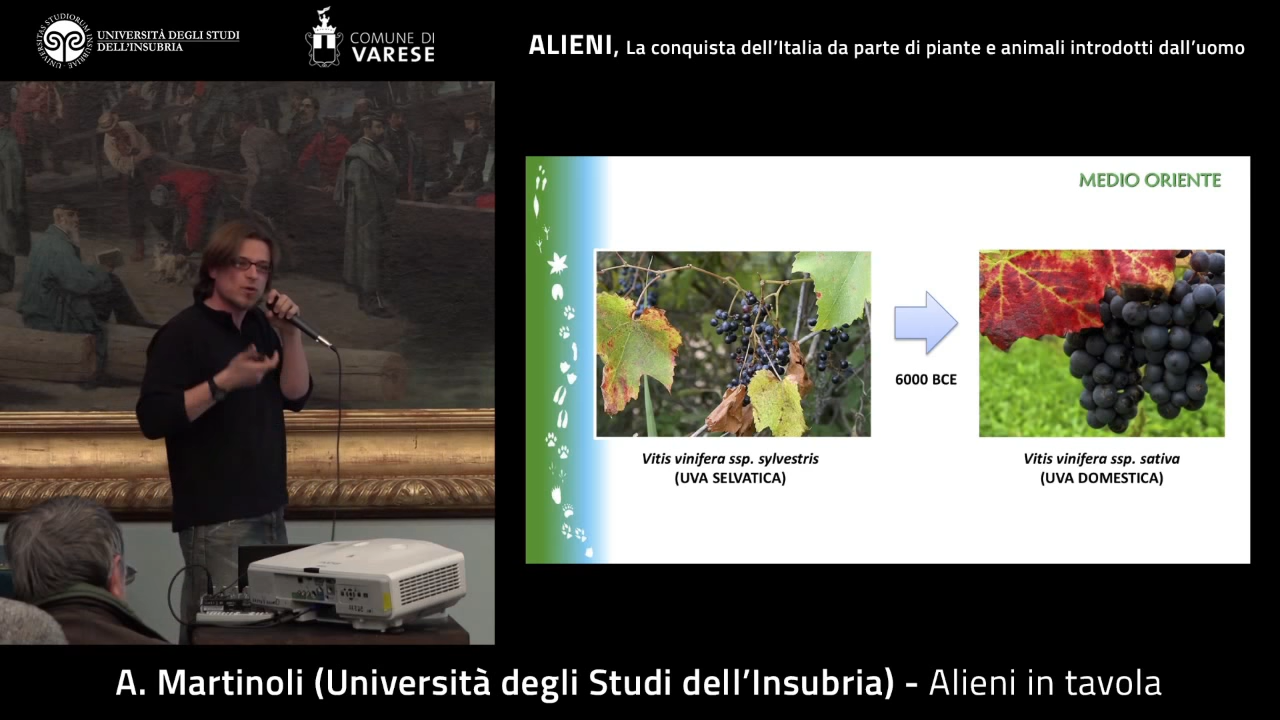 UNIVERSITÀ DEGLI STUDI
DELL'INSUBRIA
COMUNE DI
VARESE
ALIENI, La conquista dell'Italia da parte di piante e animali introdotti dall'uomo
MEDIO ORIENTE
6000 BCE
Vitis vinifera ssp. sylvestris
(UVA SELVATICA)
Vitis vinifera ssp. sativa
(UVA DOMESTICA)
A. Martinoli (Università degli Studi dell'Insubria) - Alieni in tavola